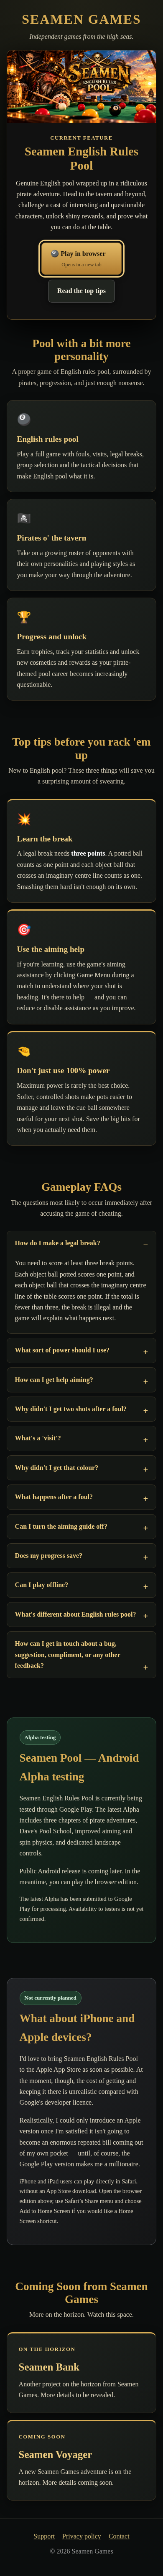 SEAMEN GAMES
Independent games from the high seas.
SEAMEN
ENGLISH RULES
POOL
CURRENT FEATURE
Seamen English Rules
Pool
Genuine English pool wrapped up in a ridiculous
pirate adventure. Head to the tavern and beyond,
challenge a cast of interesting and questionable
characters, unlock shiny rewards, and prove what
you can do at the table.
🎱 Play in browser
Opens in a new tab
Read the top tips
Pool with a bit more
personality
A proper game of English rules pool, surrounded by
pirates, progression, and just enough nonsense.
English rules pool
Play a full game with fouls, visits, legal breaks,
group selection and the tactical decisions that
make English pool what it is.
Pirates o' the tavern
Take on a growing roster of opponents with
their own personalities and playing styles as
you make your way through the adventure.
Progress and unlock
Earn trophies, track your statistics and unlock
new cosmetics and rewards as your pirate-
themed pool career becomes increasingly
questionable.
Top tips before you rack 'em
up
New to English pool? These three things will save you
a surprising amount of swearing.
Learn the break
A legal break needs three points. A potted ball
counts as one point and each object ball that
crosses an imaginary centre line counts as one.
Smashing them hard isn't enough on its own.
Use the aiming help
If you're learning, use the game's aiming
assistance by clicking Game Menu during a
match to understand where your shot is
heading. It's there to help — and you can
reduce or disable assistance as you improve.
Don't just use 100% power
Maximum power is rarely the best choice.
Softer, controlled shots make pots easier to
manage and leave the cue ball somewhere
useful for your next shot. Save the big hits for
when you actually need them.
Gameplay FAQs
The questions most likely to occur immediately after
accusing the game of cheating.
How do I make a legal break? −
You need to score at least three break points.
Each object ball potted scores one point, and
each object ball that crosses the imaginary centre
line of the table scores one point. If the total is
fewer than three, the break is illegal and the
game will explain what happens next.
What sort of power should I use? +
How can I get help aiming? +
Why didn't I get two shots after a foul? +
What's a 'visit'? +
Why didn't I get that colour? +
What happens after a foul? +
Can I turn the aiming guide off? +
Does my progress save? +
Can I play offline? +
What's different about English rules pool? +
How can I get in touch about a bug,
suggestion, compliment, or any other
feedback? +
Alpha testing
Seamen Pool — Android
Alpha testing
Seamen English Rules Pool is currently being
tested through Google Play. The latest Alpha
includes three chapters of pirate adventures,
Dave's Pool School, improved aiming and
spin physics, and dedicated landscape
controls.
Public Android release is coming later. In the
meantime, you can play the browser edition.
The latest Alpha has been submitted to Google
Play for processing. Availability to testers is not yet
confirmed.
Not currently planned
What about iPhone and
Apple devices?
I'd love to bring Seamen English Rules Pool
to the Apple App Store as soon as possible. At
the moment, though, the cost of getting and
keeping it there is unrealistic compared with
Google's developer licence.
Realistically, I could only introduce an Apple
version once I'm satisfied it isn't going to
become an enormous repeated bill coming out
of my own pocket — until, of course, the
Google Play version makes me a millionaire.
iPhone and iPad users can play directly in Safari,
without an App Store download. Open the browser
edition above; use Safari's Share menu and choose
Add to Home Screen if you would like a Home
Screen shortcut.
Coming Soon from Seamen
Games
More on the horizon. Watch this space.
ON THE HORIZON
Seamen Bank
Another project on the horizon from Seamen
Games. More details to be revealed.
COMING SOON
Seamen Voyager
A new Seamen Games adventure is on the
horizon. More details coming soon.
Support Privacy policy Contact
© 2026 Seamen Games